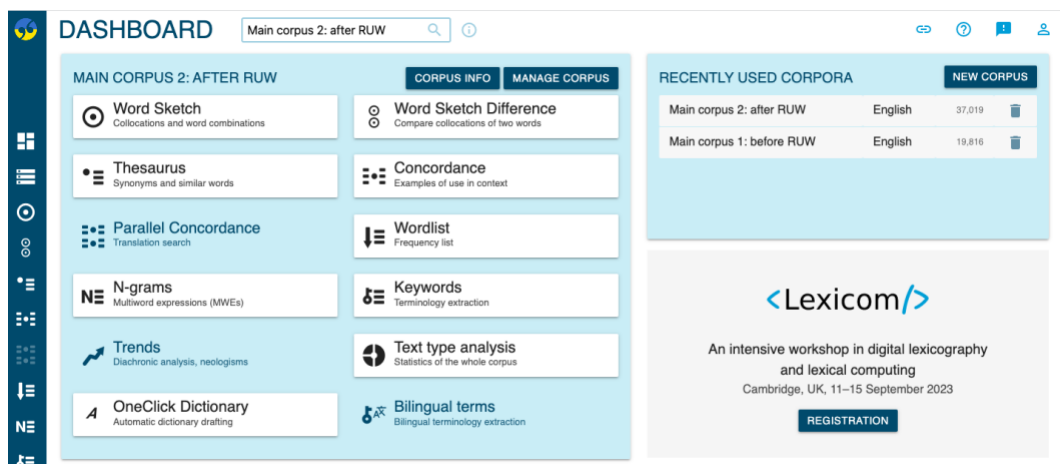 DASHBOARD
Main corpus 2: after RUW
MAIN CORPUS 2: AFTER RUW
CORPUS INFO
MANAGE CORPUS
Word Sketch
Collocations and word combinations
Word Sketch Difference
Compare collocations of two words
Thesaurus
Synonyms and similar words
Concordance
Examples of use in context
Parallel Concordance
Translation search
Wordlist
Frequency list
N-grams
Multiword expressions (MWEs)
Keywords
Terminology extraction
Trends
Diachronic analysis, neologisms
Text type analysis
Statistics of the whole corpus
OneClick Dictionary
Automatic dictionary drafting
Bilingual terms
Bilingual terminology extraction
RECENTLY USED CORPORA
NEW CORPUS
Main corpus 2: after RUW English 37,019
Main corpus 1: before RUW English 19,816
<Lexicom/>
An intensive workshop in digital lexicography
and lexical computing
Cambridge, UK, 11–15 September 2023
REGISTRATION